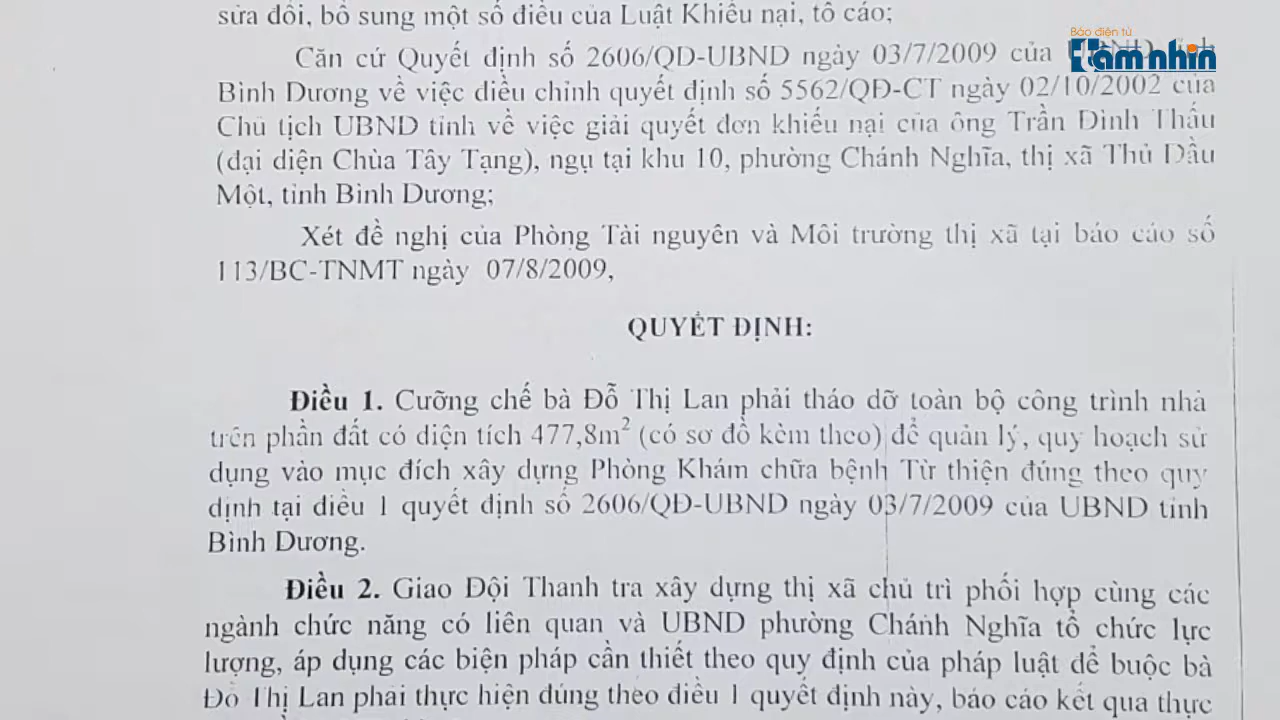 sửa đổi, bổ sung một số điều của Luật Khiếu nại, tố cáo;
Báo điện tử
Tamnhin
Căn cứ Quyết định số 2606/QĐ-UBND ngày 03/7/2009 của UBND tỉnh
Bình Dương về việc điều chỉnh quyết định số 5562/QĐ-CT ngày 02/10/2002 của
Chủ tịch UBND tỉnh về việc giải quyết đơn khiếu nại của ông Trần Đình Thấu
(đại diện Chùa Tây Tạng), ngụ tại khu 10, phường Chánh Nghĩa, thị xã Thủ Dầu
Một, tỉnh Bình Dương;
Xét đề nghị của Phòng Tài nguyên và Môi trường thị xã tại báo cáo số
113/BC-TNMT ngày 07/8/2009,
QUYẾT ĐỊNH:
Điều 1. Cưỡng chế bà Đỗ Thị Lan phải tháo dỡ toàn bộ công trình nhà
trên phần đất có diện tích 477,8m² (có sơ đồ kèm theo) để quản lý, quy hoạch sử
dụng vào mục đích xây dựng Phòng Khám chữa bệnh Từ thiện đúng theo quy
định tại điều 1 quyết định số 2606/QĐ-UBND ngày 03/7/2009 của UBND tỉnh
Bình Dương.
Điều 2. Giao Đội Thanh tra xây dựng thị xã chủ trì phối hợp cùng các
ngành chức năng có liên quan và UBND phường Chánh Nghĩa tổ chức lực
lượng, áp dụng các biện pháp cần thiết theo quy định của pháp luật để buộc bà
Đỗ Thị Lan phải thực hiện đúng theo điều 1 quyết định này, báo cáo kết quả thực